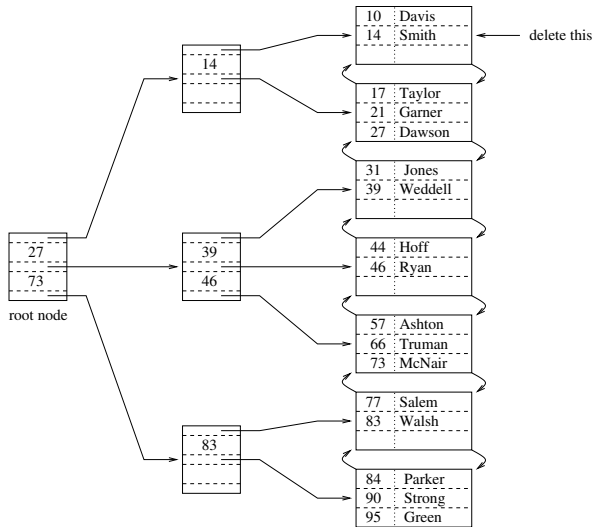 10 Davis
14 Smith
delete this
14
17 Taylor
21 Garner
27 Dawson
31 Jones
39 Weddell
27
73
root node
39
46
44 Hoff
46 Ryan
57 Ashton
66 Truman
73 McNair
77 Salem
83 Walsh
83
84 Parker
90 Strong
95 Green